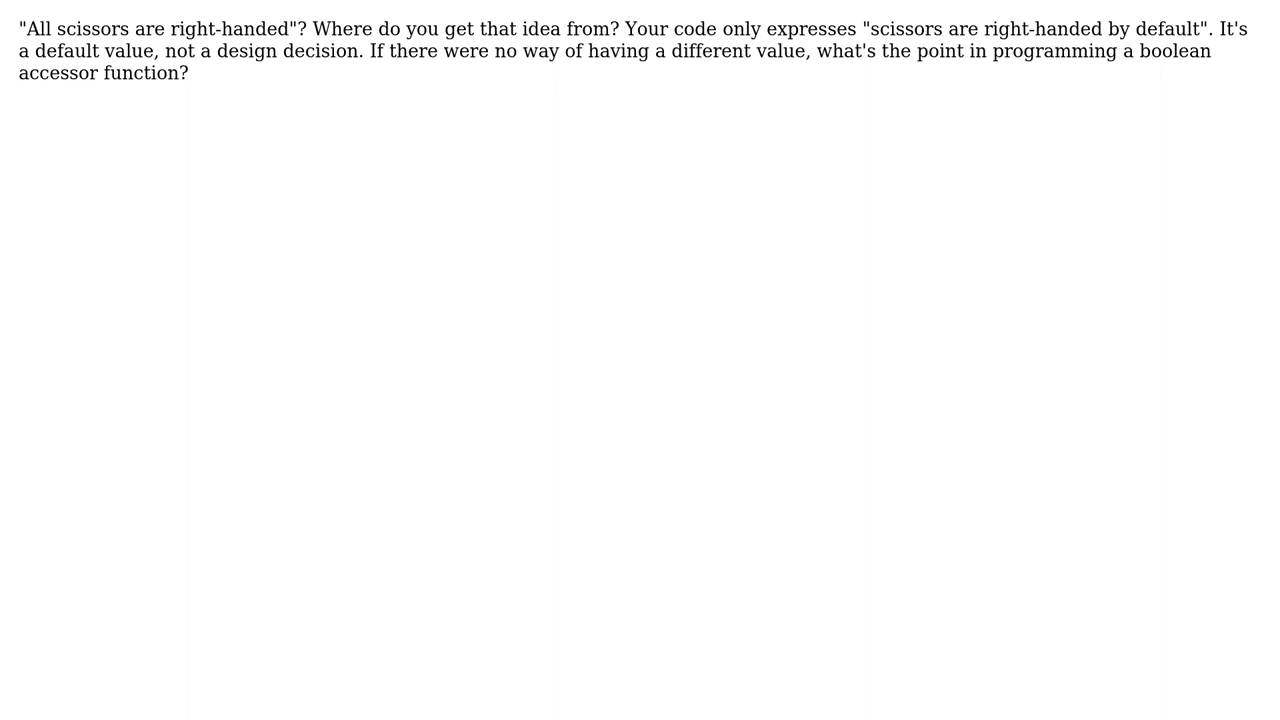 "All scissors are right-handed"? Where do you get that idea from? Your code only expresses "scissors are right-handed by default". It's
a default value, not a design decision. If there were no way of having a different value, what's the point in programming a boolean
accessor function?